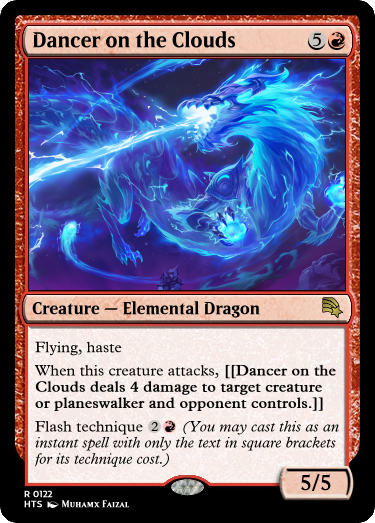 Dancer on the Clouds 5
Creature — Elemental Dragon
Flying, haste
When this creature attacks, [[Dancer on the
Clouds deals 4 damage to target creature
or planeswalker and opponent controls.]]
Flash technique 2 (You may cast this as an
instant spell with only the text in square brackets
for its technique cost.)
5/5
R 0122
HTS Muhamx Faizal